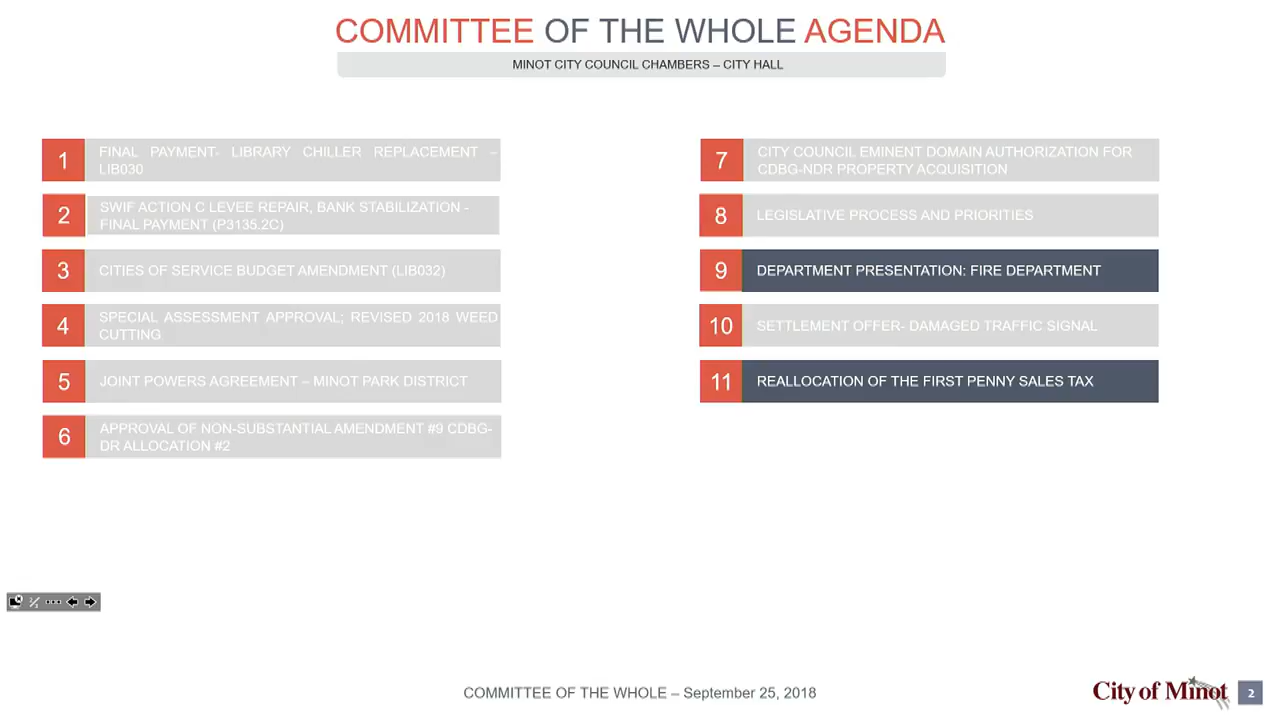 COMMITTEE OF THE WHOLE AGENDA
MINOT CITY COUNCIL CHAMBERS – CITY HALL
1
FINAL PAYMENT- LIBRARY CHILLER REPLACEMENT –
LIB030
2
SWIF ACTION C LEVEE REPAIR, BANK STABILIZATION -
FINAL PAYMENT (P3135.2C)
3
CITIES OF SERVICE BUDGET AMENDMENT (LIB032)
4
SPECIAL ASSESSMENT APPROVAL; REVISED 2018 WEED
CUTTING
5
JOINT POWERS AGREEMENT – MINOT PARK DISTRICT
6
APPROVAL OF NON-SUBSTANTIAL AMENDMENT #9 CDBG-
DR ALLOCATION #2
7
CITY COUNCIL EMINENT DOMAIN AUTHORIZATION FOR
CDBG-NDR PROPERTY ACQUISITION
8
LEGISLATIVE PROCESS AND PRIORITIES
9
DEPARTMENT PRESENTATION: FIRE DEPARTMENT
10
SETTLEMENT OFFER- DAMAGED TRAFFIC SIGNAL
11
REALLOCATION OF THE FIRST PENNY SALES TAX
COMMITTEE OF THE WHOLE – September 25, 2018
City of Minot
2